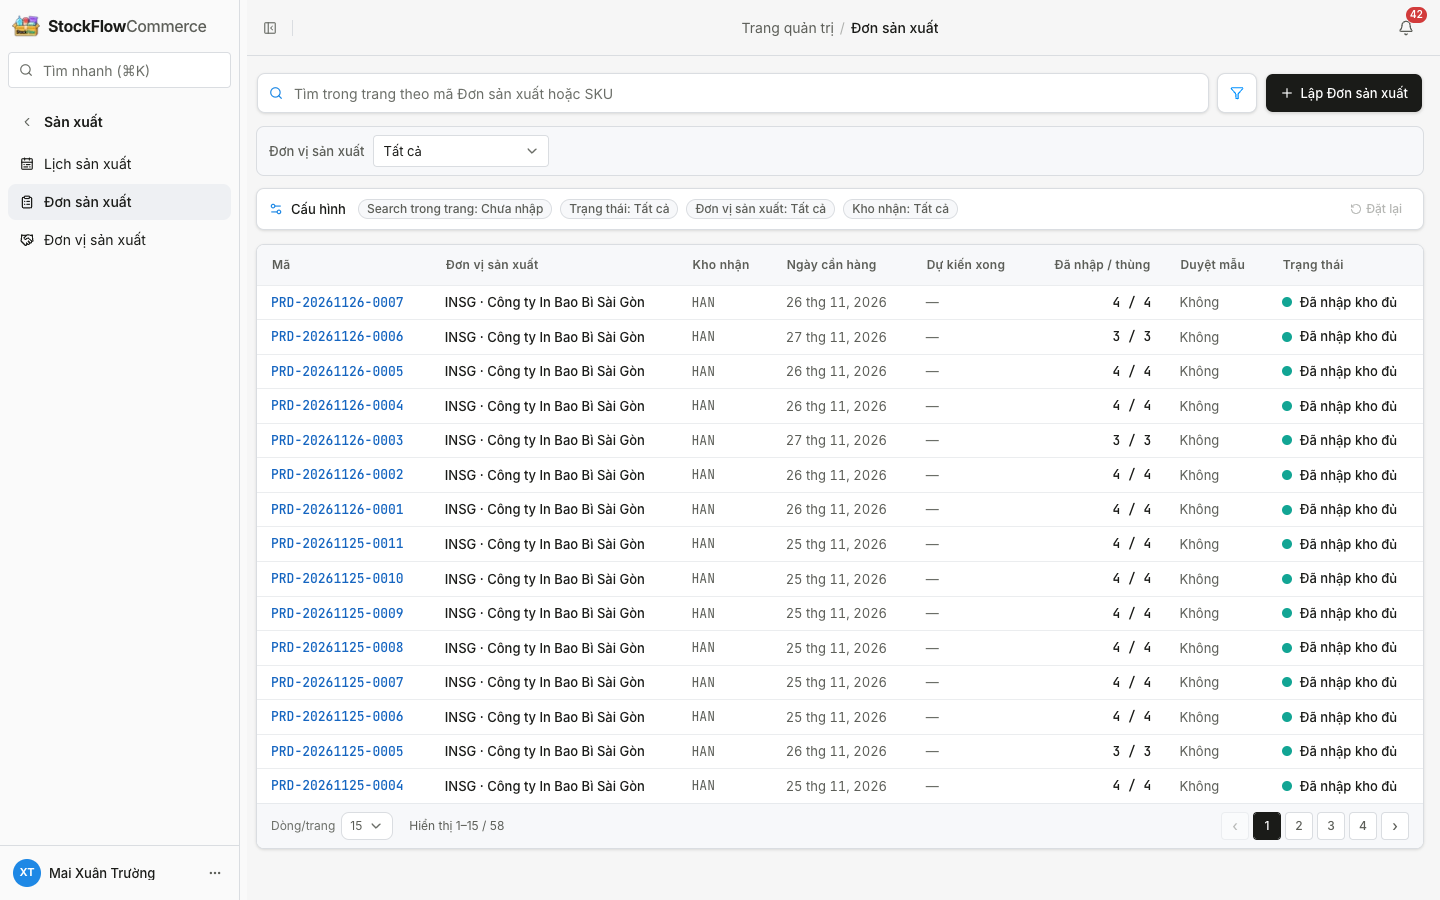 StockFlowCommerce
Tìm nhanh (⌘K)
Sản xuất
Lịch sản xuất
Đơn sản xuất
Đơn vị sản xuất
Mai Xuân Trường
XT
Trang quản trị / Đơn sản xuất
42
Tìm trong trang theo mã Đơn sản xuất hoặc SKU
Lập Đơn sản xuất
Đơn vị sản xuất Tất cả
Cấu hình Search trong trang: Chưa nhập Trạng thái: Tất cả Đơn vị sản xuất: Tất cả Kho nhận: Tất cả Đặt lại
Mã Đơn vị sản xuất Kho nhận Ngày cần hàng Dự kiến xong Đã nhập / thùng Duyệt mẫu Trạng thái
PRD-20261126-0007 INSG · Công ty In Bao Bì Sài Gòn HAN 26 thg 11, 2026 — 4 / 4 Không Đã nhập kho đủ
PRD-20261126-0006 INSG · Công ty In Bao Bì Sài Gòn HAN 27 thg 11, 2026 — 3 / 3 Không Đã nhập kho đủ
PRD-20261126-0005 INSG · Công ty In Bao Bì Sài Gòn HAN 26 thg 11, 2026 — 4 / 4 Không Đã nhập kho đủ
PRD-20261126-0004 INSG · Công ty In Bao Bì Sài Gòn HAN 26 thg 11, 2026 — 4 / 4 Không Đã nhập kho đủ
PRD-20261126-0003 INSG · Công ty In Bao Bì Sài Gòn HAN 27 thg 11, 2026 — 3 / 3 Không Đã nhập kho đủ
PRD-20261126-0002 INSG · Công ty In Bao Bì Sài Gòn HAN 26 thg 11, 2026 — 4 / 4 Không Đã nhập kho đủ
PRD-20261126-0001 INSG · Công ty In Bao Bì Sài Gòn HAN 26 thg 11, 2026 — 4 / 4 Không Đã nhập kho đủ
PRD-20261125-0011 INSG · Công ty In Bao Bì Sài Gòn HAN 25 thg 11, 2026 — 4 / 4 Không Đã nhập kho đủ
PRD-20261125-0010 INSG · Công ty In Bao Bì Sài Gòn HAN 25 thg 11, 2026 — 4 / 4 Không Đã nhập kho đủ
PRD-20261125-0009 INSG · Công ty In Bao Bì Sài Gòn HAN 25 thg 11, 2026 — 4 / 4 Không Đã nhập kho đủ
PRD-20261125-0008 INSG · Công ty In Bao Bì Sài Gòn HAN 25 thg 11, 2026 — 4 / 4 Không Đã nhập kho đủ
PRD-20261125-0007 INSG · Công ty In Bao Bì Sài Gòn HAN 25 thg 11, 2026 — 4 / 4 Không Đã nhập kho đủ
PRD-20261125-0006 INSG · Công ty In Bao Bì Sài Gòn HAN 25 thg 11, 2026 — 4 / 4 Không Đã nhập kho đủ
PRD-20261125-0005 INSG · Công ty In Bao Bì Sài Gòn HAN 26 thg 11, 2026 — 3 / 3 Không Đã nhập kho đủ
PRD-20261125-0004 INSG · Công ty In Bao Bì Sài Gòn HAN 25 thg 11, 2026 — 4 / 4 Không Đã nhập kho đủ
Dòng/trang 15 Hiển thị 1–15 / 58 ‹ 1 2 3 4 ›